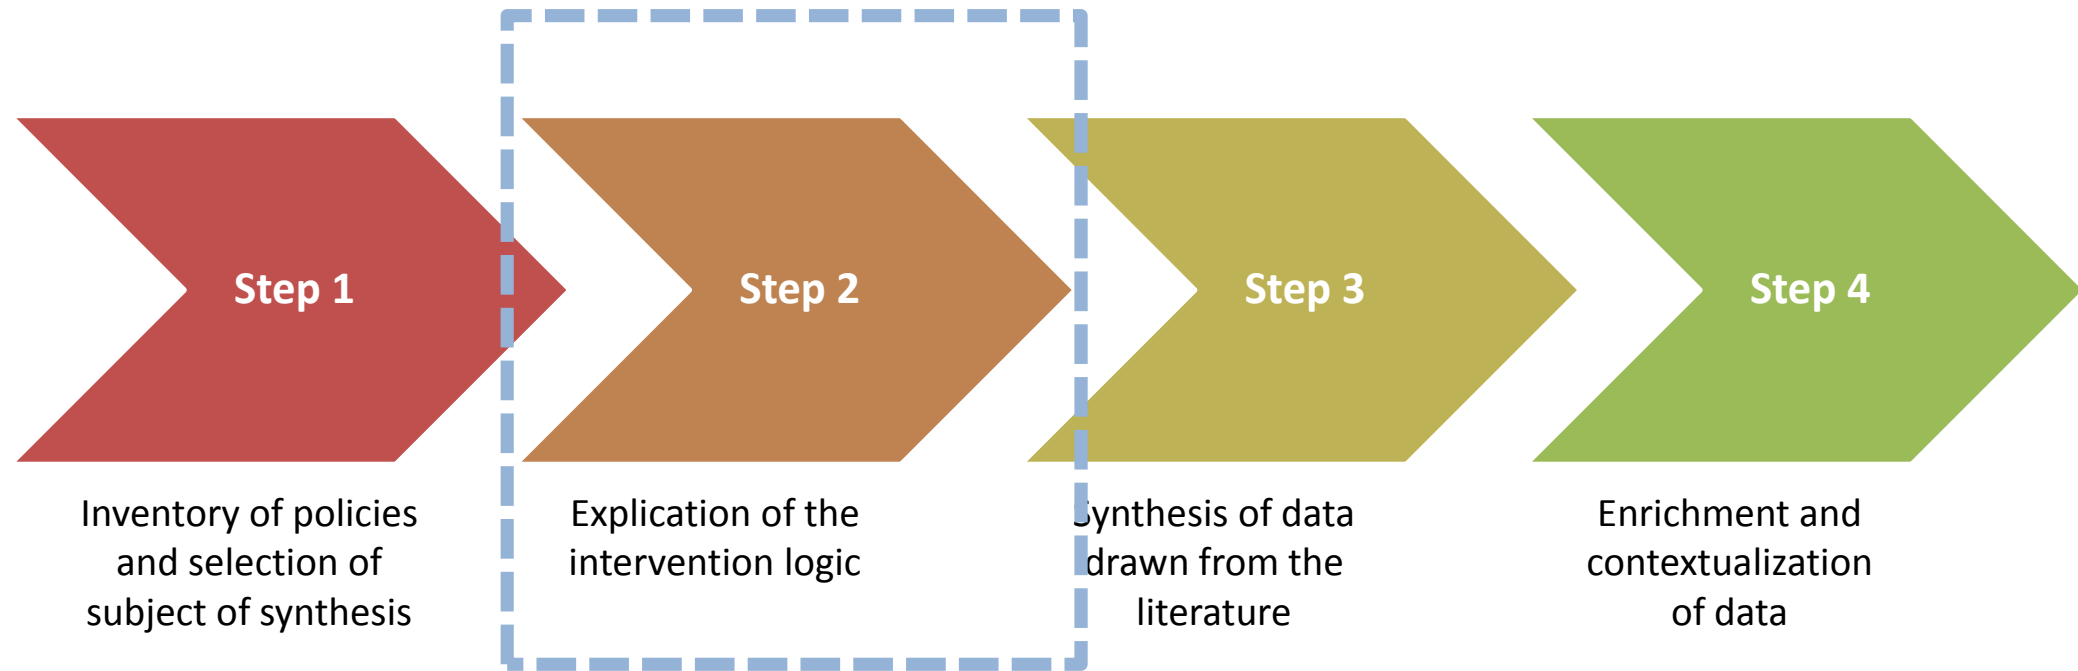 Step 1
Step 2
Step 3
Step 4
Inventory of policies
and selection of
subject of synthesis
Explication of the
intervention logic
Synthesis of data
drawn from the
literature
Enrichment and
contextualization
of data